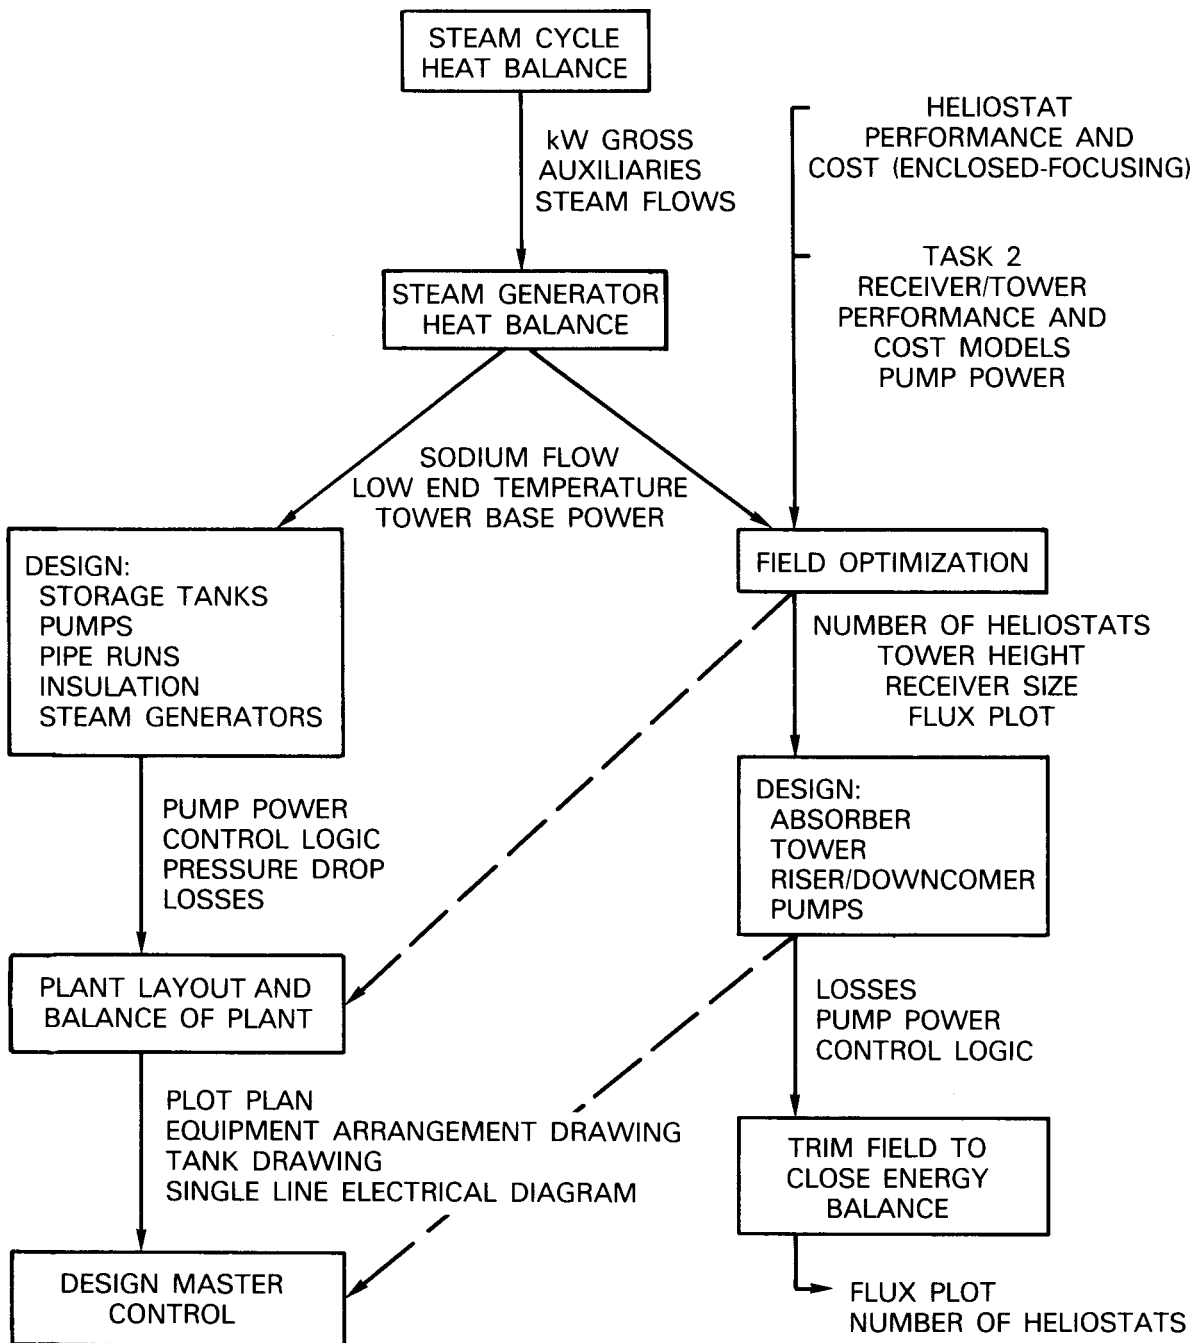 STEAM CYCLE
HEAT BALANCE
kW GROSS
AUXILIARIES
STEAM FLOWS
HELIOSTAT
PERFORMANCE AND
COST (ENCLOSED-FOCUSING)
TASK 2
RECEIVER/TOWER
PERFORMANCE AND
COST MODELS
PUMP POWER
STEAM GENERATOR
HEAT BALANCE
SODIUM FLOW
LOW END TEMPERATURE
TOWER BASE POWER
DESIGN:
STORAGE TANKS
PUMPS
PIPE RUNS
INSULATION
STEAM GENERATORS
FIELD OPTIMIZATION
NUMBER OF HELIOSTATS
TOWER HEIGHT
RECEIVER SIZE
FLUX PLOT
PUMP POWER
CONTROL LOGIC
PRESSURE DROP
LOSSES
DESIGN:
ABSORBER
TOWER
RISER/DOWNCOMER
PUMPS
PLANT LAYOUT AND
BALANCE OF PLANT
LOSSES
PUMP POWER
CONTROL LOGIC
PLOT PLAN
EQUIPMENT ARRANGEMENT DRAWING
TANK DRAWING
SINGLE LINE ELECTRICAL DIAGRAM
TRIM FIELD TO
CLOSE ENERGY
BALANCE
DESIGN MASTER
CONTROL
FLUX PLOT
NUMBER OF HELIOSTATS